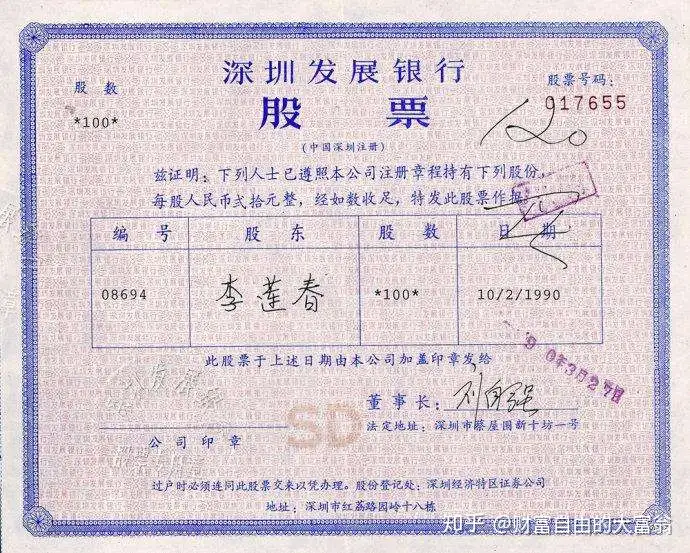 深圳发展银行
股票
(中国深圳注册)
股数
*100*
股票号码:
017655
兹证明:下列人士已遵照本公司注册章程持有下列股份,
每股人民币贰拾元整,经如数收足,特发此股票作据。
编号 股东 股数 日期
08694 李莲春 *100* 10/2/1990
此股票于上述日期由本公司加盖印章发给
90年3月27日
董事长:
法定地址:深圳市蔡屋围新十坊一号
公司印章
SD
过户时必须连同此股票交来以凭办理。股份登记处:深圳经济特区证券公司
地址:深圳市红荔路园岭十八栋
知乎 @财富自由的大富翁